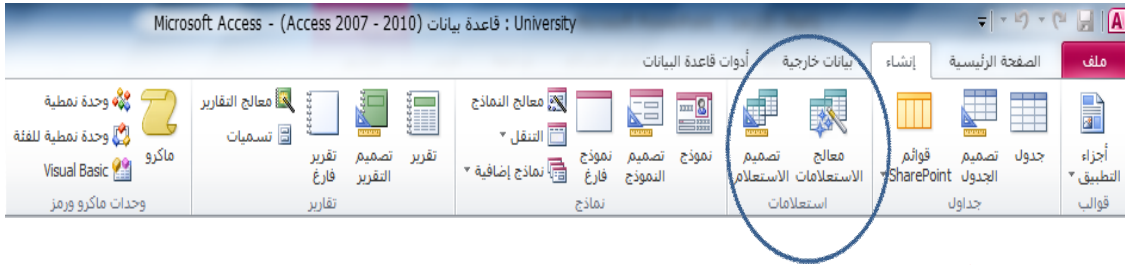 University : قاعدة بيانات (Access 2007 - 2010) - Microsoft Access
ملف
الصفحة الرئيسية
إنشاء
بيانات خارجية
أدوات قاعدة البيانات
أجزاء
التطبيق
قوالب
جدول
تصميم
الجدول
قوائم
SharePoint
جداول
معالج
الاستعلامات
تصميم
الاستعلام
استعلامات
نموذج
تصميم
النموذج
نموذج
فارغ
معالج النماذج
التنقل
نماذج إضافية
نماذج
تقرير
تصميم
التقرير
تقرير
فارغ
معالج التقارير
تسميات
تقارير
ماكرو
وحدة نمطية
وحدة نمطية للفئة
Visual Basic
وحدات ماكرو ورمز